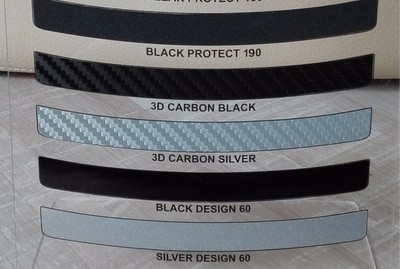 BLACK PROTECT 190
3D CARBON BLACK
3D CARBON SILVER
BLACK DESIGN 60
SILVER DESIGN 60